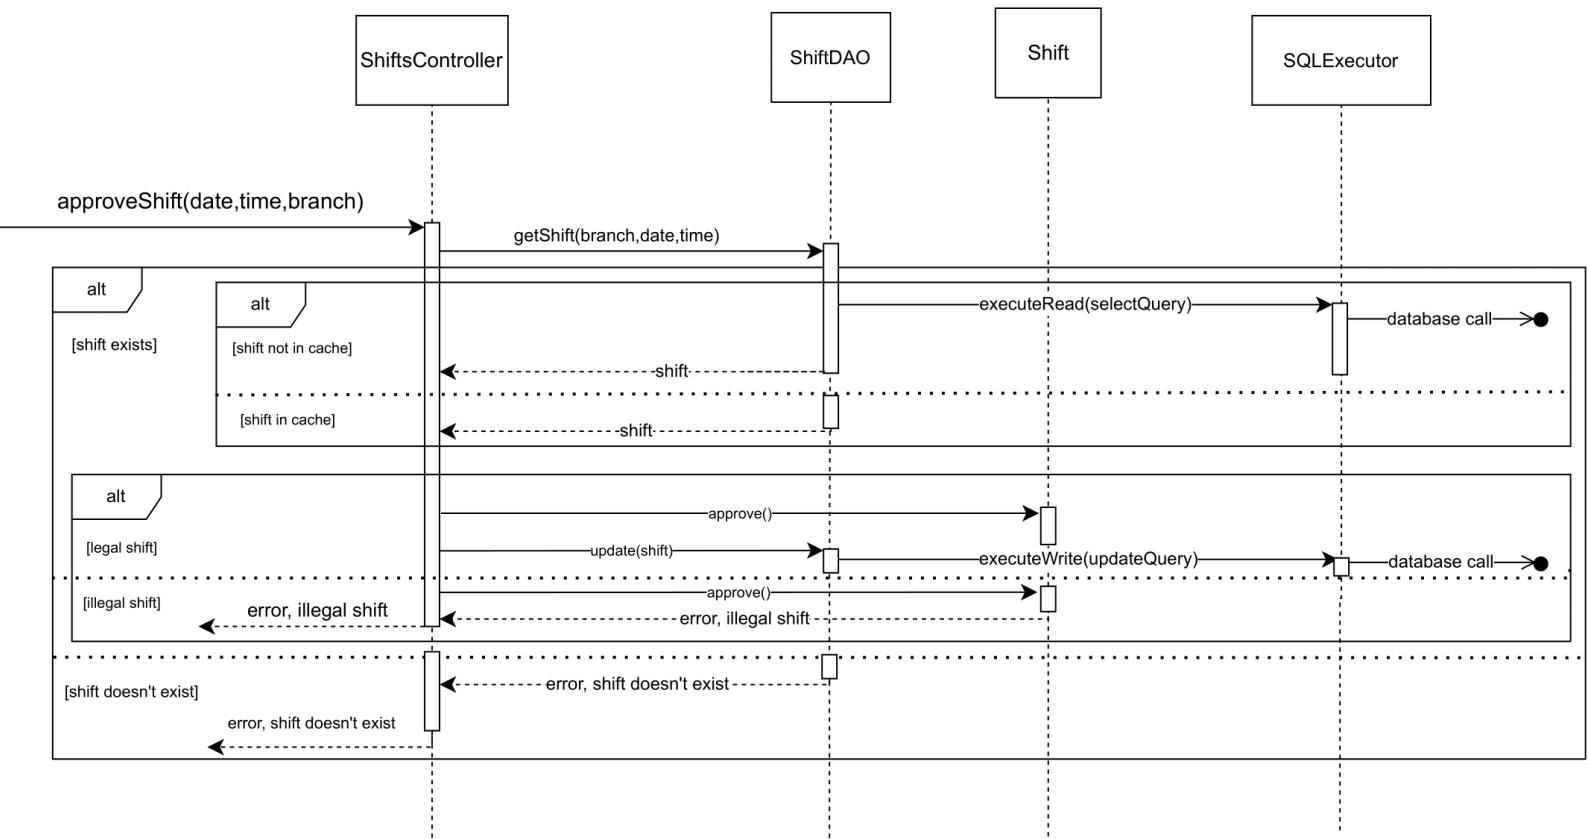 ShiftsController
ShiftDAO
Shift
SQLExecutor
approveShift(date,time,branch)
getShift(branch,date,time)
alt
[shift exists]
alt
[shift not in cache]
executeRead(selectQuery)
database call
shift
[shift in cache]
shift
alt
[legal shift]
approve()
update(shift)
executeWrite(updateQuery)
database call
[illegal shift]
approve()
error, illegal shift
error, illegal shift
[shift doesn't exist]
error, shift doesn't exist
error, shift doesn't exist